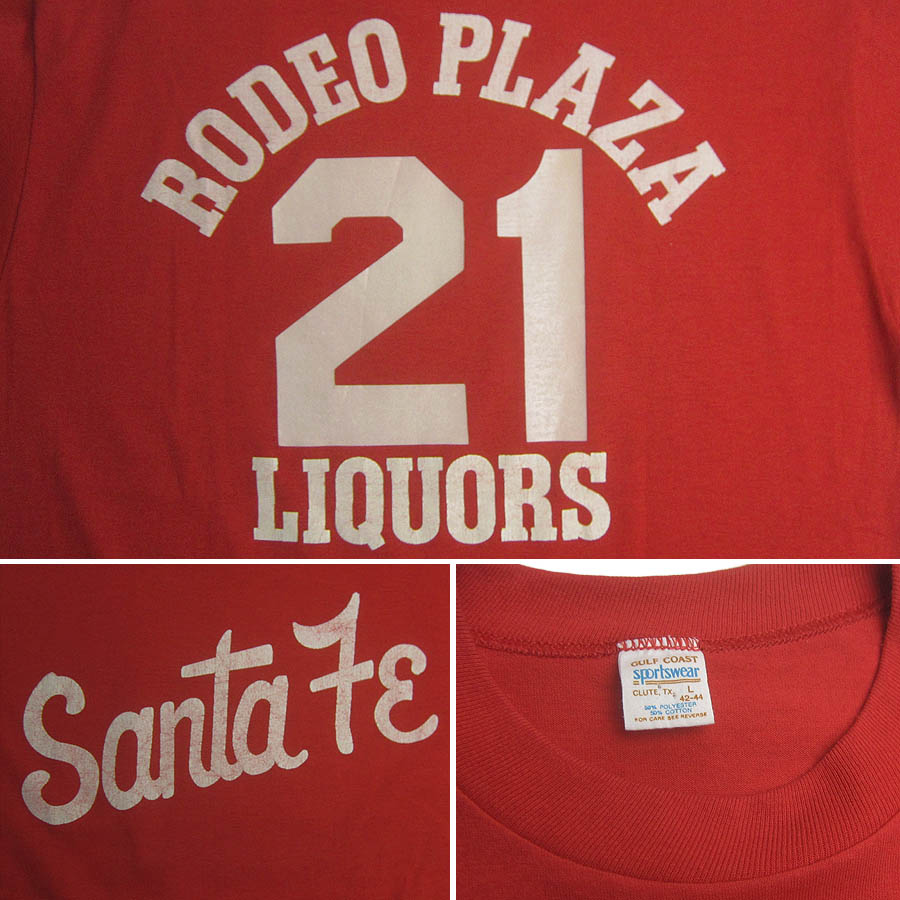 RODEO PLAZA
21
LIQUORS
Santa Fe
GULF COAST
sportswear
CLUTE, TX. L
42-44
50% POLYESTER
50% COTTON
FOR CARE SEE REVERSE